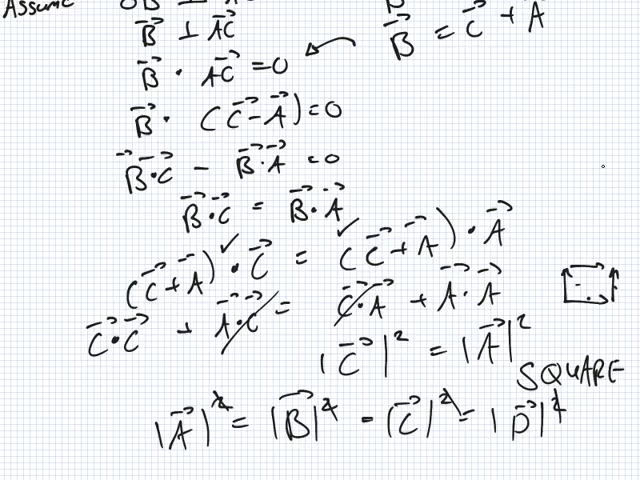 Assume
B⃗ ⊥ AC⃗
B⃗ = C⃗ + A⃗
B⃗ · AC⃗ = 0
B⃗ · (C⃗ - A⃗) = 0
B⃗·C⃗ - B⃗·A⃗ = 0
B⃗·C⃗ = B⃗·A⃗
(C⃗ + A⃗) · C⃗ = (C⃗ + A⃗) · A⃗
C⃗·C⃗ + A⃗·C⃗ = C⃗·A⃗ + A⃗·A⃗
|C⃗|² = |A⃗|²
SQUARE
|A⃗|² = |B⃗|² = |C⃗|² = |D⃗|²